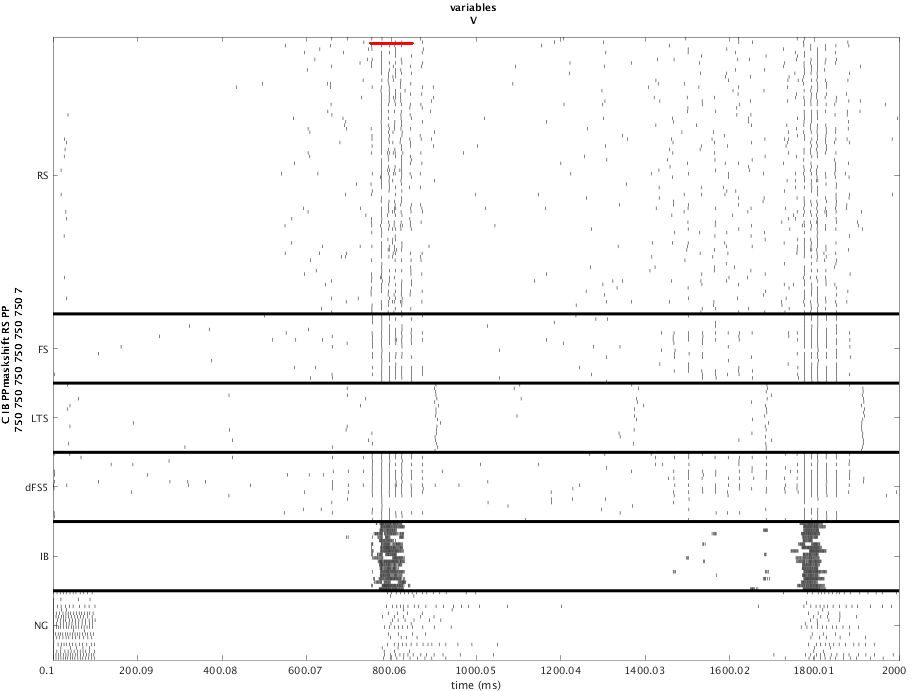 variables
V
C IB PPmaskshift RS PP
750 750 750 750 750 750 7
RS
FS
LTS
dFS5
IB
NG
0.1 200.09 400.08 600.07 800.06 1000.05 1200.04 1400.03 1600.02 1800.01 2000
time (ms)